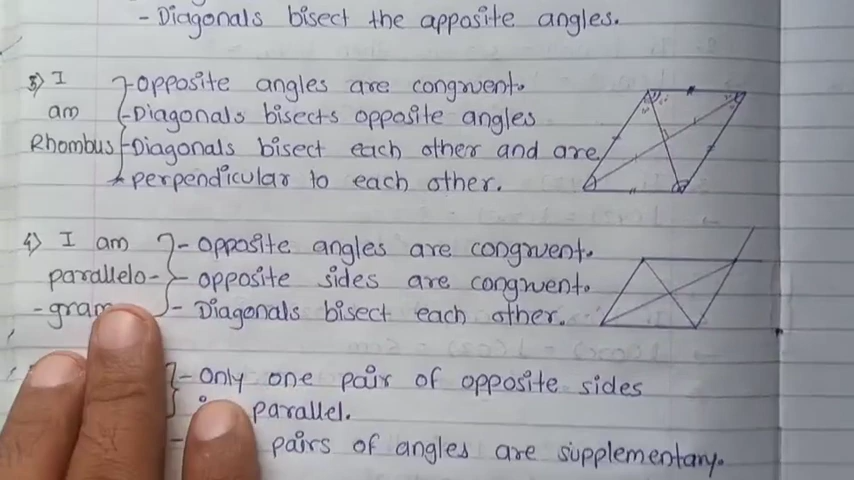 - Diagonals bisect the opposite angles.
3) I am Rhombus
- Opposite angles are congruent.
- Diagonals bisects opposite angles
- Diagonals bisect each other and are
perpendicular to each other.
4) I am parallelo-
-gram
- opposite angles are congruent.
- opposite sides are congruent.
- Diagonals bisect each other.
- Only one pair of opposite sides
parallel.
pairs of angles are supplementary.